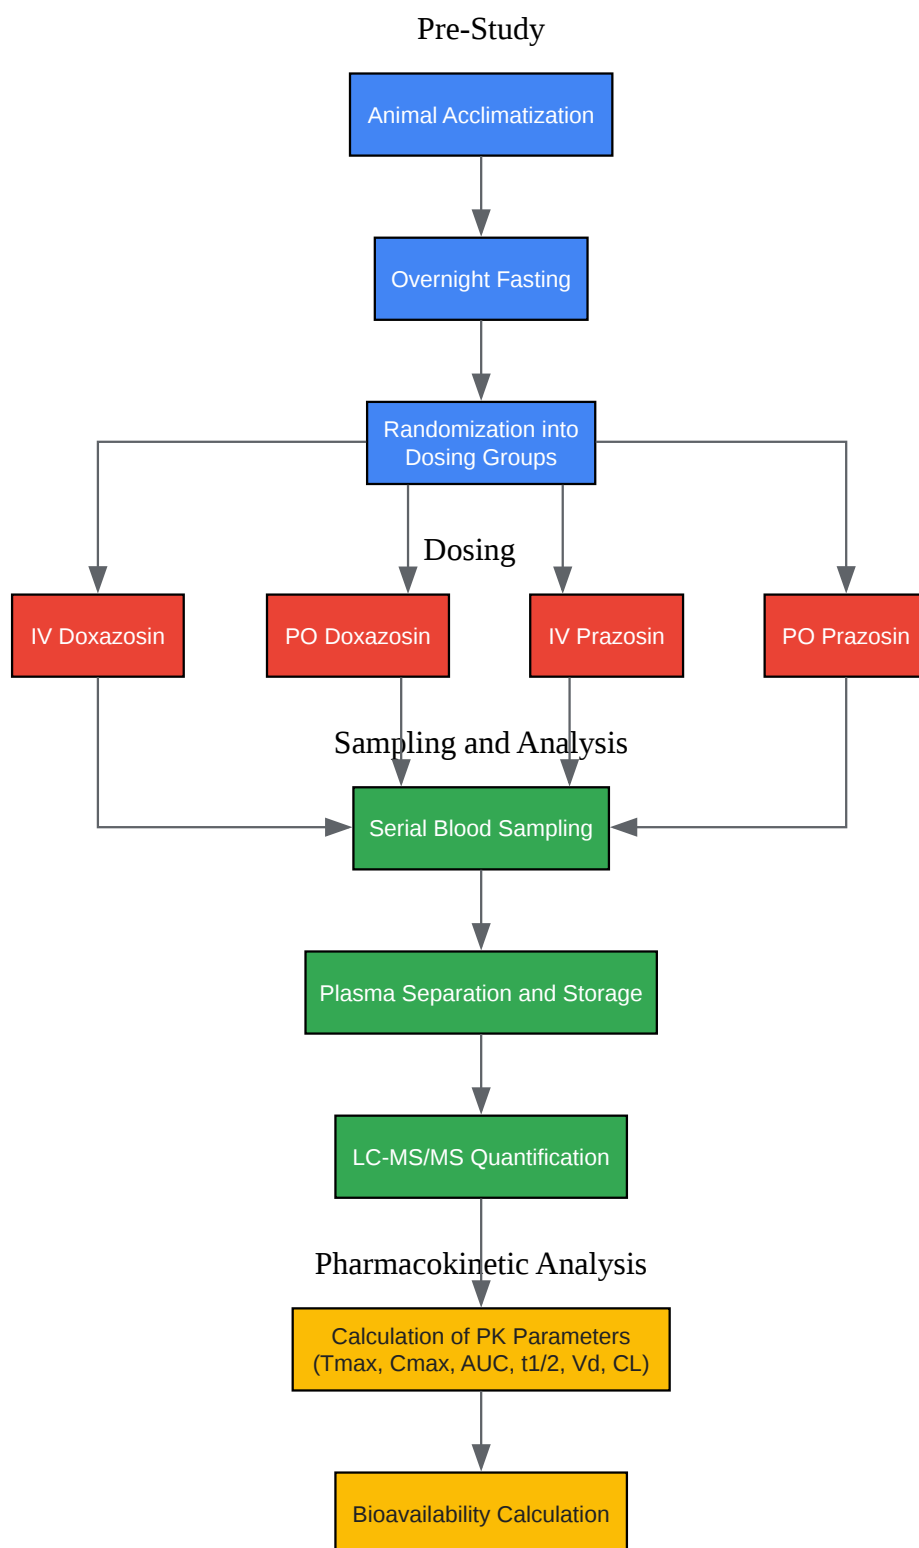 Pre-Study
Animal Acclimatization
Overnight Fasting
Randomization into
Dosing Groups
Dosing
IV Doxazosin
PO Doxazosin
IV Prazosin
PO Prazosin
Sampling and Analysis
Serial Blood Sampling
Plasma Separation and Storage
LC-MS/MS Quantification
Pharmacokinetic Analysis
Calculation of PK Parameters
(Tmax, Cmax, AUC, t1/2, Vd, CL)
Bioavailability Calculation